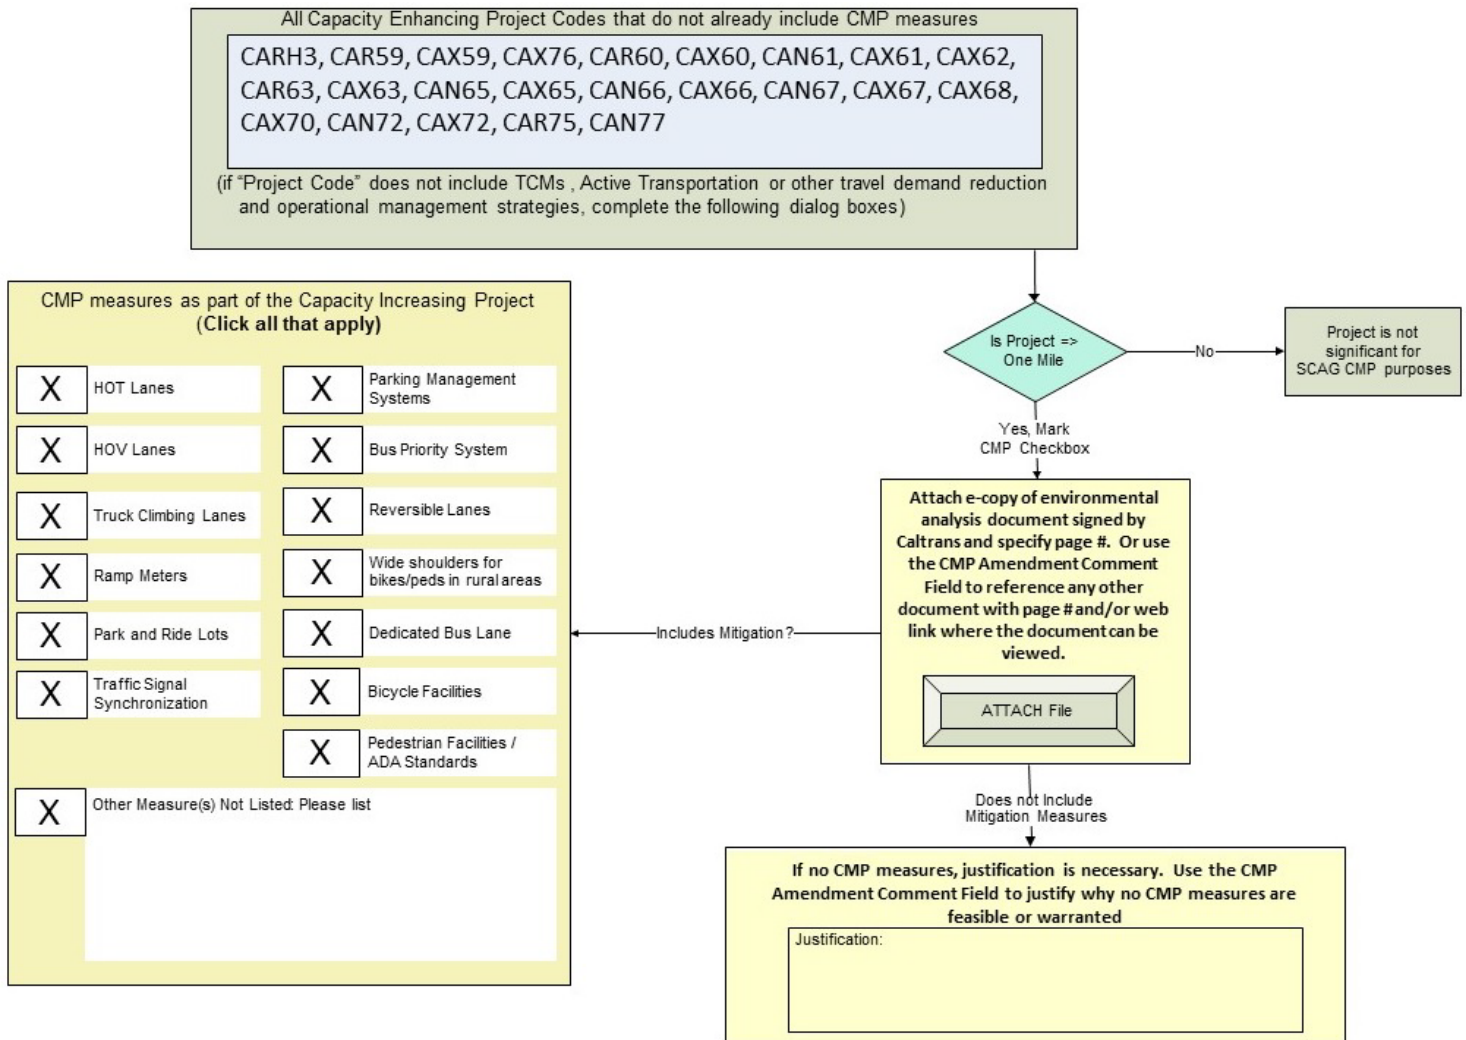 All Capacity Enhancing Project Codes that do not already include CMP measures
CARH3, CAR59, CAX59, CAX76, CAR60, CAX60, CAN61, CAX61, CAX62,
CAR63, CAX63, CAN65, CAX65, CAN66, CAX66, CAN67, CAX67, CAX68,
CAX70, CAN72, CAX72, CAR75, CAN77
(if "Project Code" does not include TCMs , Active Transportation or other travel demand reduction
and operational management strategies, complete the following dialog boxes)
Is Project =>
One Mile
No
Project is not
significant for
SCAG CMP purposes
Yes, Mark
CMP Checkbox
Attach e-copy of environmental
analysis document signed by
Caltrans and specify page #. Or use
the CMP Amendment Comment
Field to reference any other
document with page # and/or web
link where the document can be
viewed.
ATTACH File
Includes Mitigation?
CMP measures as part of the Capacity Increasing Project
(Click all that apply)
X HOT Lanes
X HOV Lanes
X Truck Climbing Lanes
X Ramp Meters
X Park and Ride Lots
X Traffic Signal
Synchronization
X Parking Management
Systems
X Bus Priority System
X Reversible Lanes
X Wide shoulders for
bikes/peds in rural areas
X Dedicated Bus Lane
X Bicycle Facilities
X Pedestrian Facilities /
ADA Standards
X Other Measure(s) Not Listed: Please list
Does not Include
Mitigation Measures
If no CMP measures, justification is necessary. Use the CMP
Amendment Comment Field to justify why no CMP measures are
feasible or warranted
Justification: